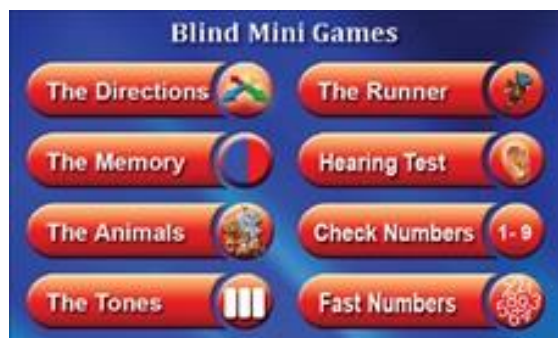 Blind Mini Games
The Directions
The Runner
The Memory
Hearing Test
The Animals
Check Numbers
1-9
The Tones
Fast Numbers